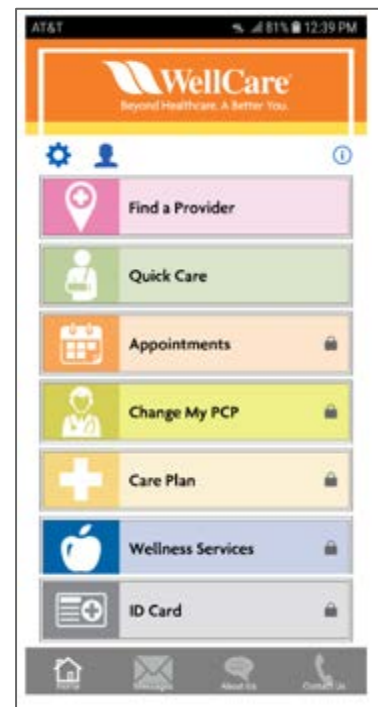 AT&T 81% 12:39 PM
WellCare
Beyond Healthcare. A Better You.
Find a Provider
Quick Care
Appointments
Change My PCP
Care Plan
Wellness Services
ID Card
Home Messages About Us Contact Us